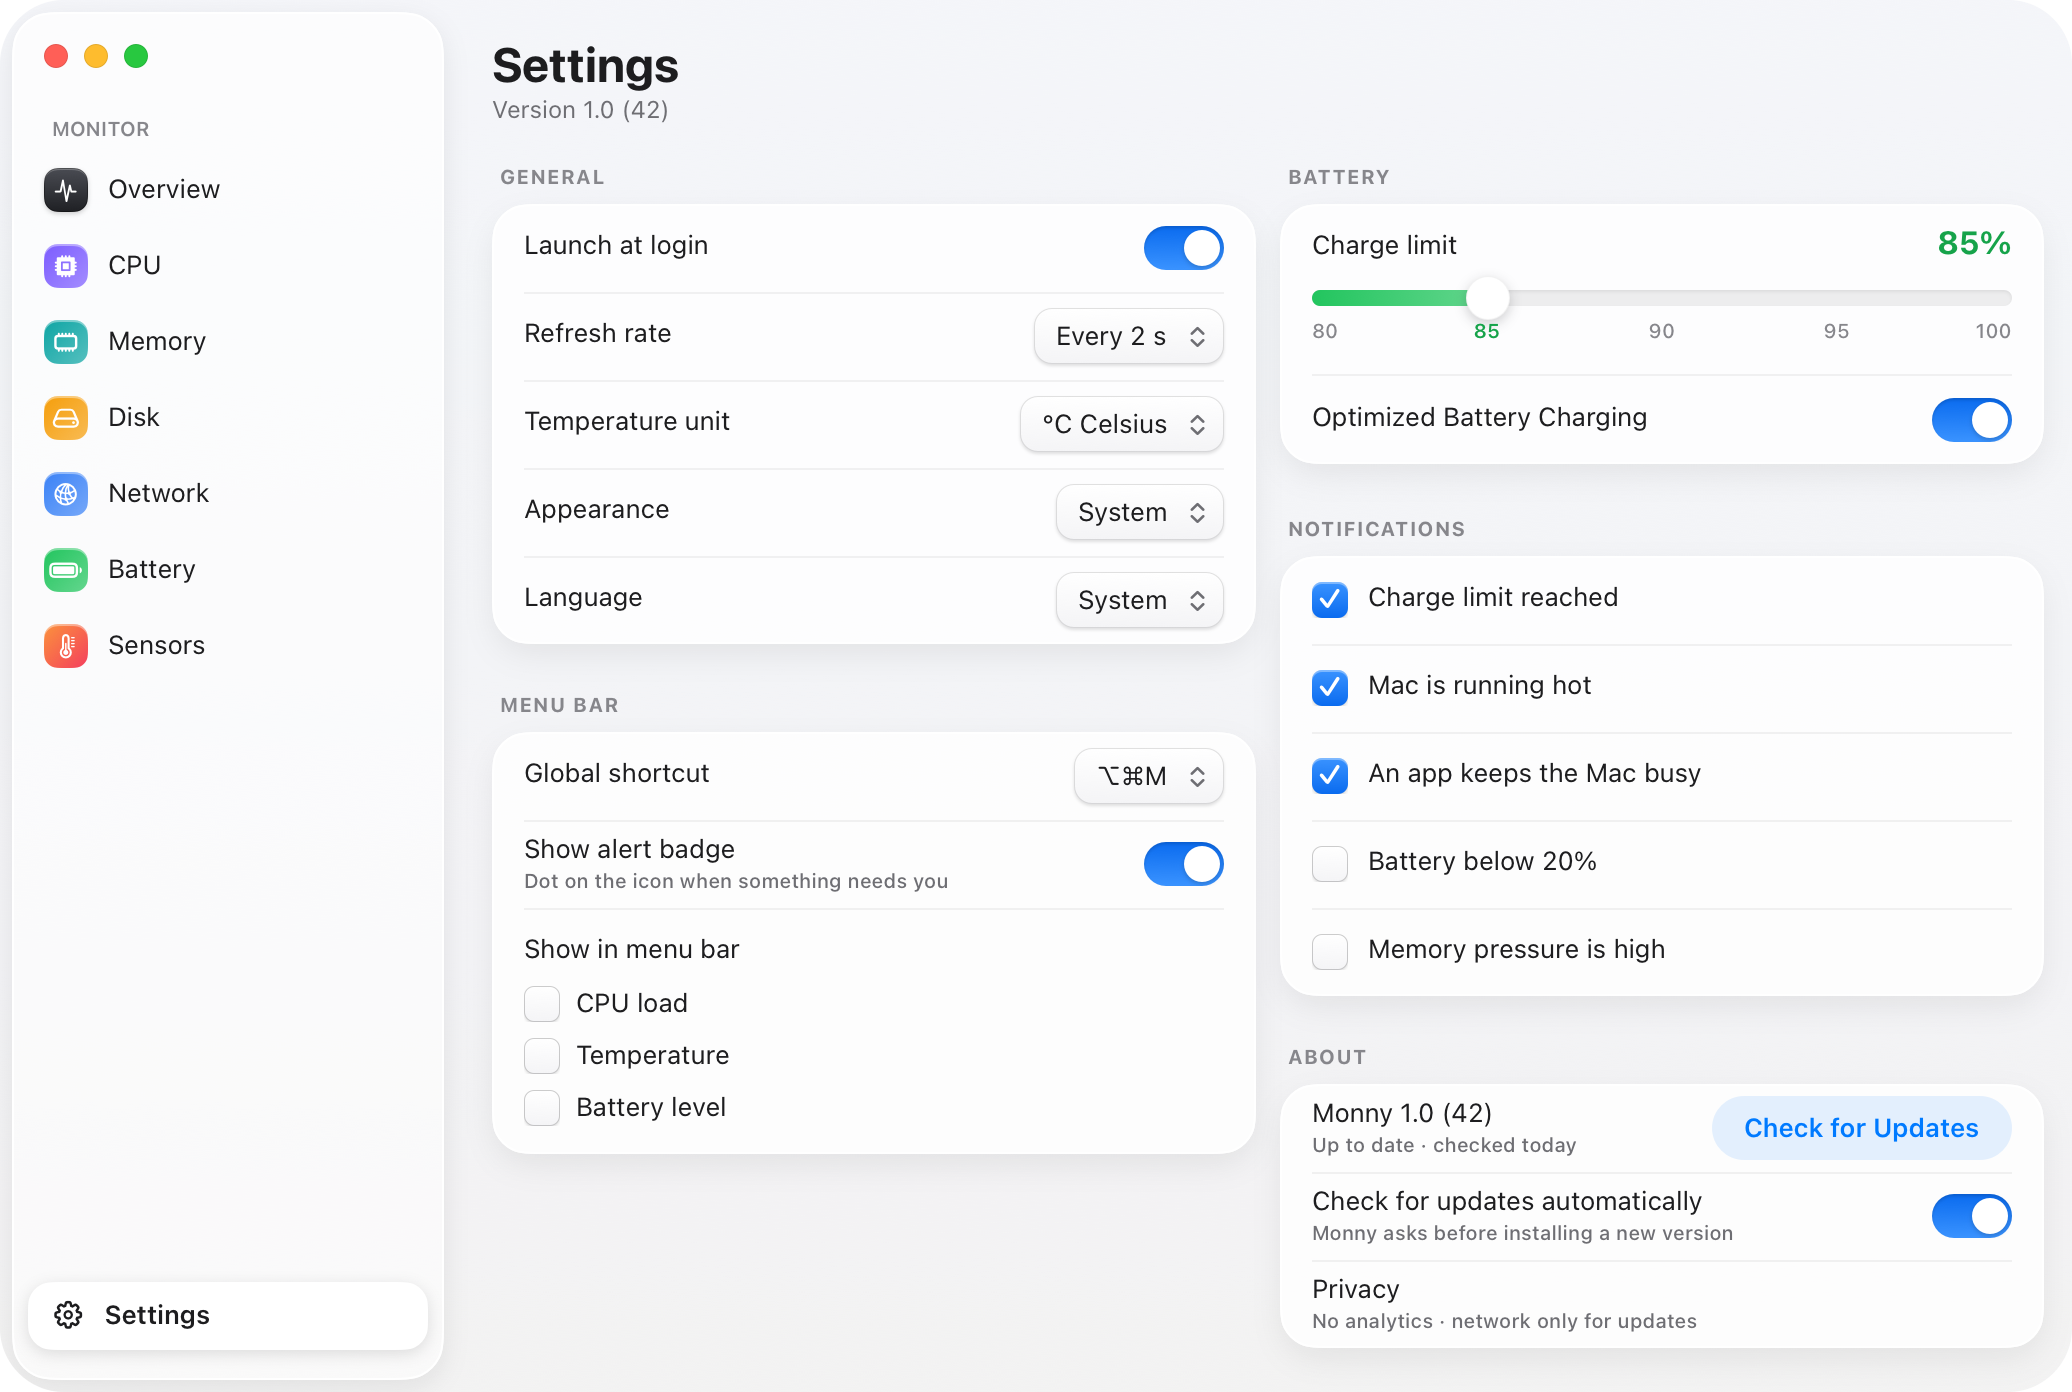 MONITOR
Overview
CPU
Memory
Disk
Network
Battery
Sensors
Settings
Settings
Version 1.0 (42)
GENERAL
Launch at login
Refresh rate
Every 2 s
Temperature unit
°C Celsius
Appearance
System
Language
System
MENU BAR
Global shortcut
⌥⌘M
Show alert badge
Dot on the icon when something needs you
Show in menu bar
CPU load
Temperature
Battery level
BATTERY
Charge limit
85%
80 85 90 95 100
Optimized Battery Charging
NOTIFICATIONS
Charge limit reached
Mac is running hot
An app keeps the Mac busy
Battery below 20%
Memory pressure is high
ABOUT
Monny 1.0 (42)
Up to date · checked today
Check for Updates
Check for updates automatically
Monny asks before installing a new version
Privacy
No analytics · network only for updates